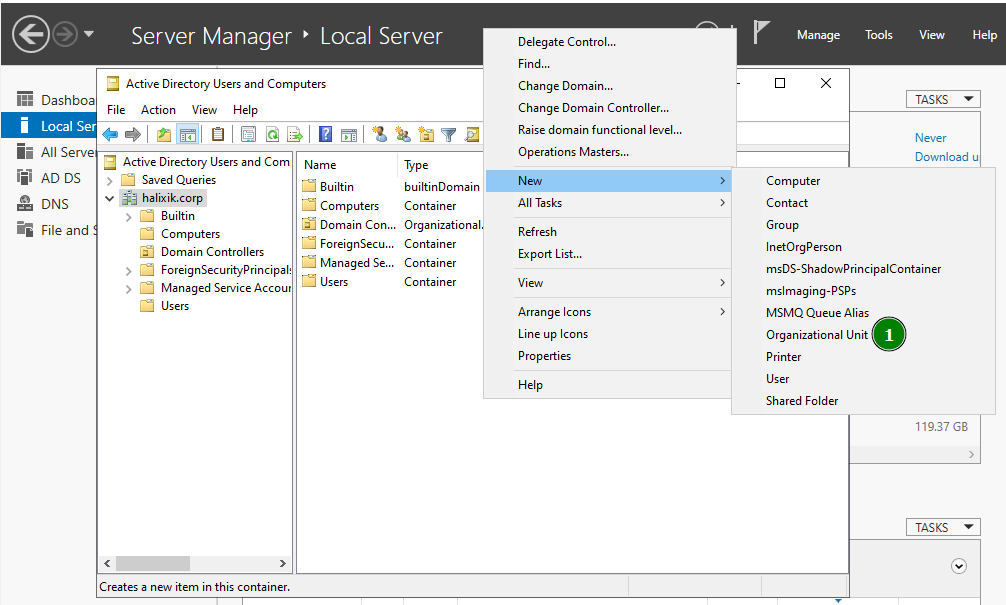 Server Manager ‣ Local Server
Manage Tools View Help
Dashboa
Local Ser
All Server
AD DS
DNS
File and S
Active Directory Users and Computers
File Action View Help
Active Directory Users and Com
Saved Queries
halixik.corp
Builtin
Computers
Domain Controllers
ForeignSecurityPrincipals
Managed Service Accour
Users
Name Type
Builtin builtinDomain
Computers Container
Domain Con... Organizational.
ForeignSecu... Container
Managed Se... Container
Users Container
Creates a new item in this container.
Delegate Control...
Find...
Change Domain...
Change Domain Controller...
Raise domain functional level...
Operations Masters...
New
All Tasks
Refresh
Export List...
View
Arrange Icons
Line up Icons
Properties
Help
Computer
Contact
Group
InetOrgPerson
msDS-ShadowPrincipalContainer
msImaging-PSPs
MSMQ Queue Alias
Organizational Unit 1
Printer
User
Shared Folder
TASKS
Never
Download u
119.37 GB
TASKS